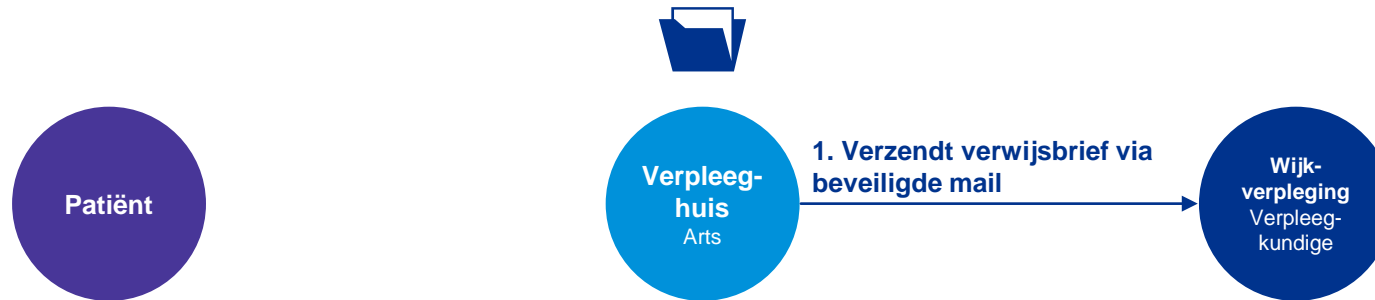 Patiënt
Verpleeg-
huis
Arts
1. Verzendt verwijsbrief via
beveiligde mail
Wijk-
verpleging
Verpleeg-
kundige